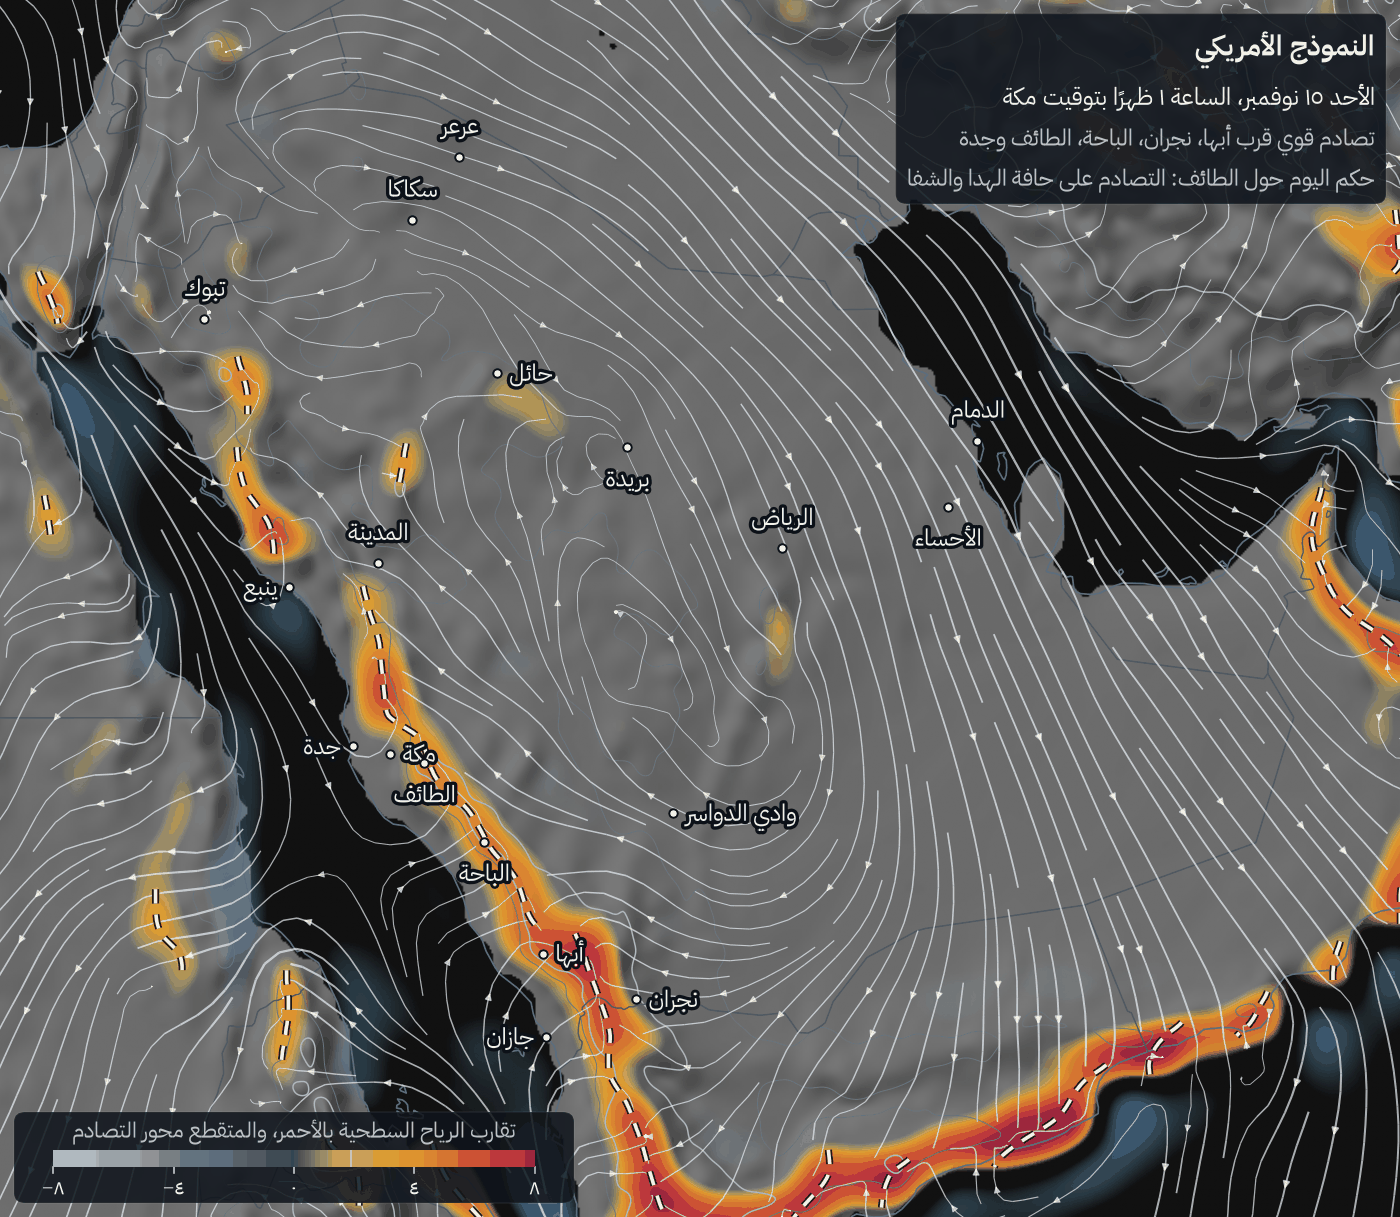 النموذج الأمريكي
الأحد ١٥ نوفمبر، الساعة ١ ظهرًا بتوقيت مكة
تصادم قوي قرب أبها، نجران، الباحة، الطائف وجدة
حكم اليوم حول الطائف: التصادم على حافة الهدا والشفا
عرعر
سكاكا
تبوك
حائل
الدمام
بريدة
الرياض
الأحساء
المدينة
ينبع
جدة
مكة
الطائف
وادي الدواسر
الباحة
أبها
نجران
جازان
تقارب الرياح السطحية بالأحمر، والمتقطع محور التصادم
−٨ −٤ ٠ ٤ ٨